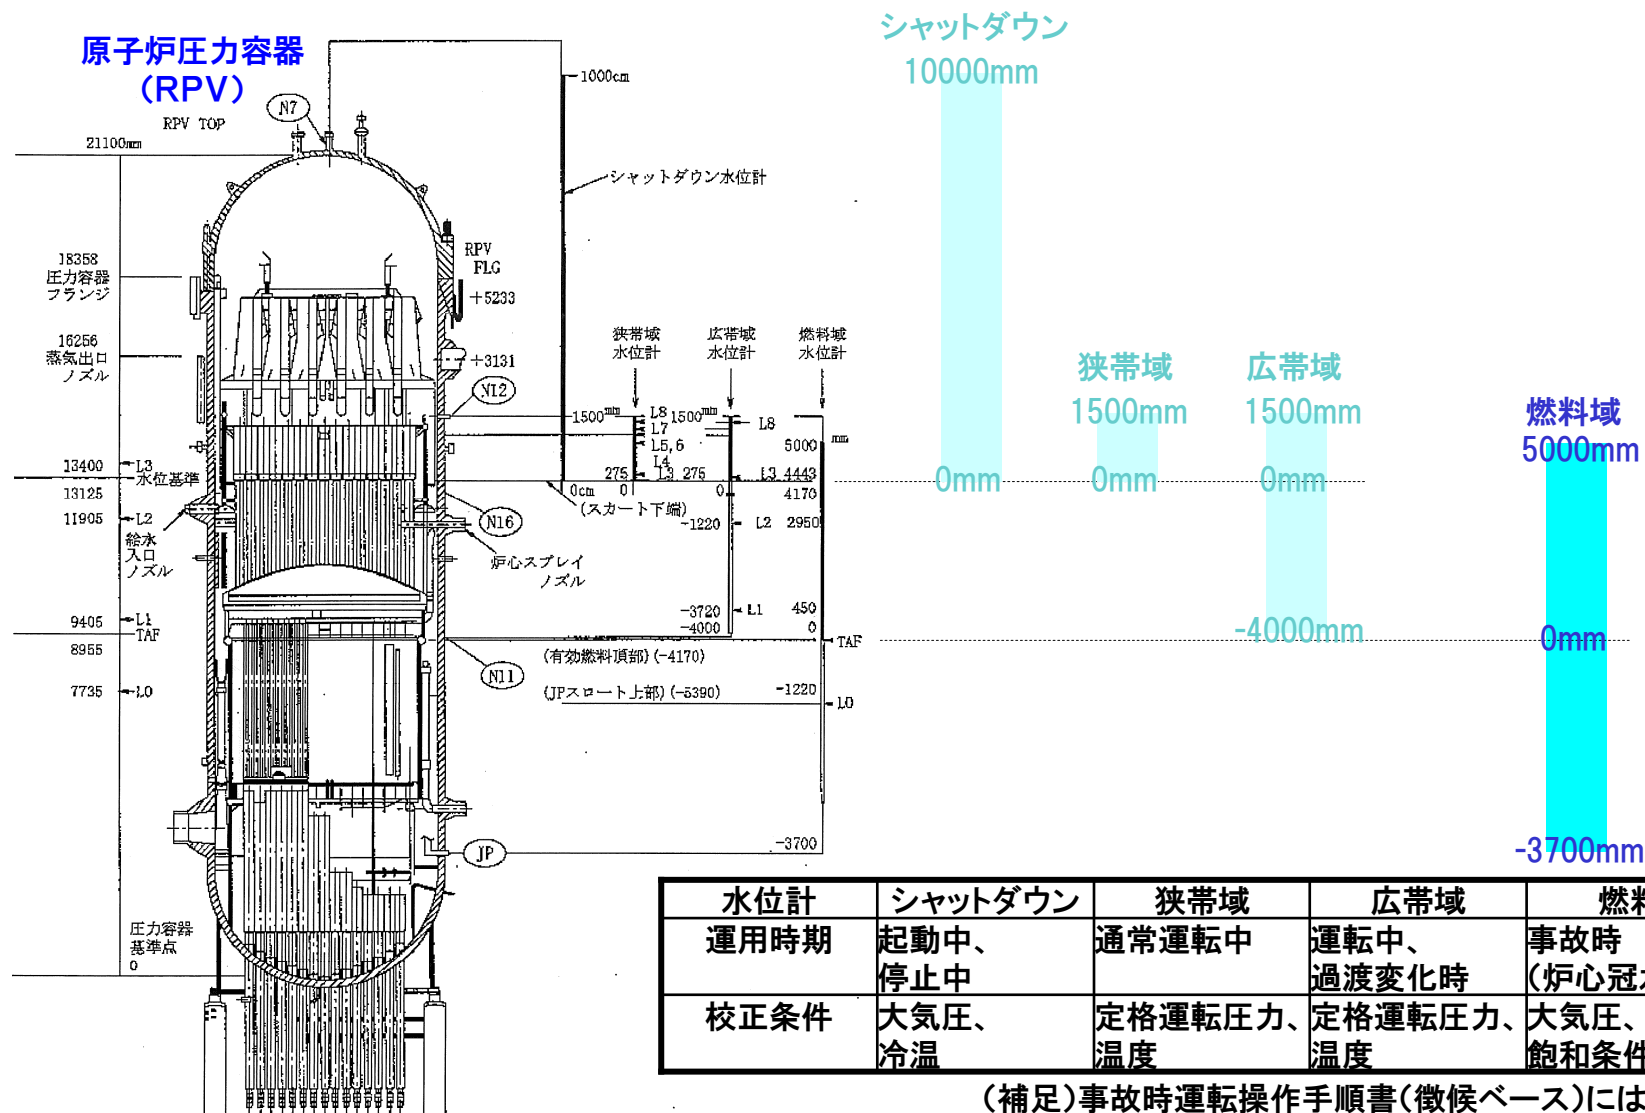 原子炉圧力容器
（RPV）
RPV TOP
N7
21100mm
1000cm
シャットダウン水位計
18358
圧力容器
フランジ
RPV
FLG
+5233
16256
蒸気出口
ノズル
+3131
N12
狭帯域
水位計
広帯域
水位計
燃料域
水位計
1500mm
L8
L7
L5,6
L4
L3
275
0
1500mm
L8
275
L3
0
mm
5000
4443
4170
2950
450
0
13400
L3
水位基準
13125
11905
L2
給水
入口
ノズル
0cm
(スカート下端)
N16
炉心スプレイ
ノズル
-1220
L2
-3720
L1
-4000
9405
L1
TAF
8955
7735
L0
TAF
(有効燃料頂部)(-4170)
N11
(JPスロート上部)(-5390)
-1220
L0
-3700
JP
圧力容器
基準点
0
シャットダウン
10000mm
0mm
狭帯域
1500mm
0mm
広帯域
1500mm
0mm
-4000mm
燃料域
5000mm
0mm
-3700mm
水位計 シャットダウン 狭帯域 広帯域 燃料
運用時期 起動中、 通常運転中 運転中、 事故時
停止中 過渡変化時 (炉心冠水
校正条件 大気圧、 定格運転圧力、 定格運転圧力、 大気圧、
冷温 温度 温度 飽和条件
（補足）事故時運転操作手順書（徴候ベース）には